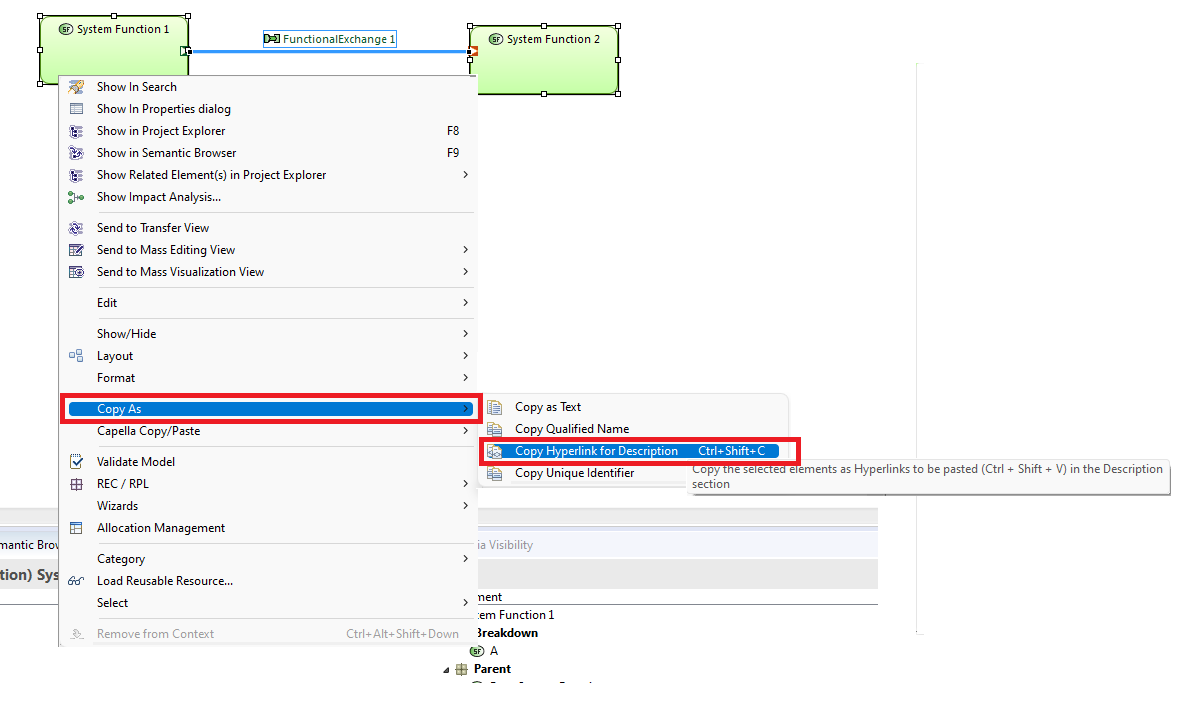 System Function 1
FunctionalExchange 1
System Function 2
Show In Search
Show In Properties dialog
Show in Project Explorer F8
Show in Semantic Browser F9
Show Related Element(s) in Project Explorer
Show Impact Analysis...
Send to Transfer View
Send to Mass Editing View
Send to Mass Visualization View
Edit
Show/Hide
Layout
Format
Copy As
Capella Copy/Paste
Validate Model
REC / RPL
Wizards
Allocation Management
Category
Load Reusable Resource...
Select
Remove from Context Ctrl+Alt+Shift+Down
Copy as Text
Copy Qualified Name
Copy Hyperlink for Description Ctrl+Shift+C
Copy Unique Identifier
Copy the selected elements as Hyperlinks to be pasted (Ctrl + Shift + V) in the Description
section
mantic Brow
ia Visibility
tion) Sys
ment
tem Function 1
Breakdown
SF A
Parent